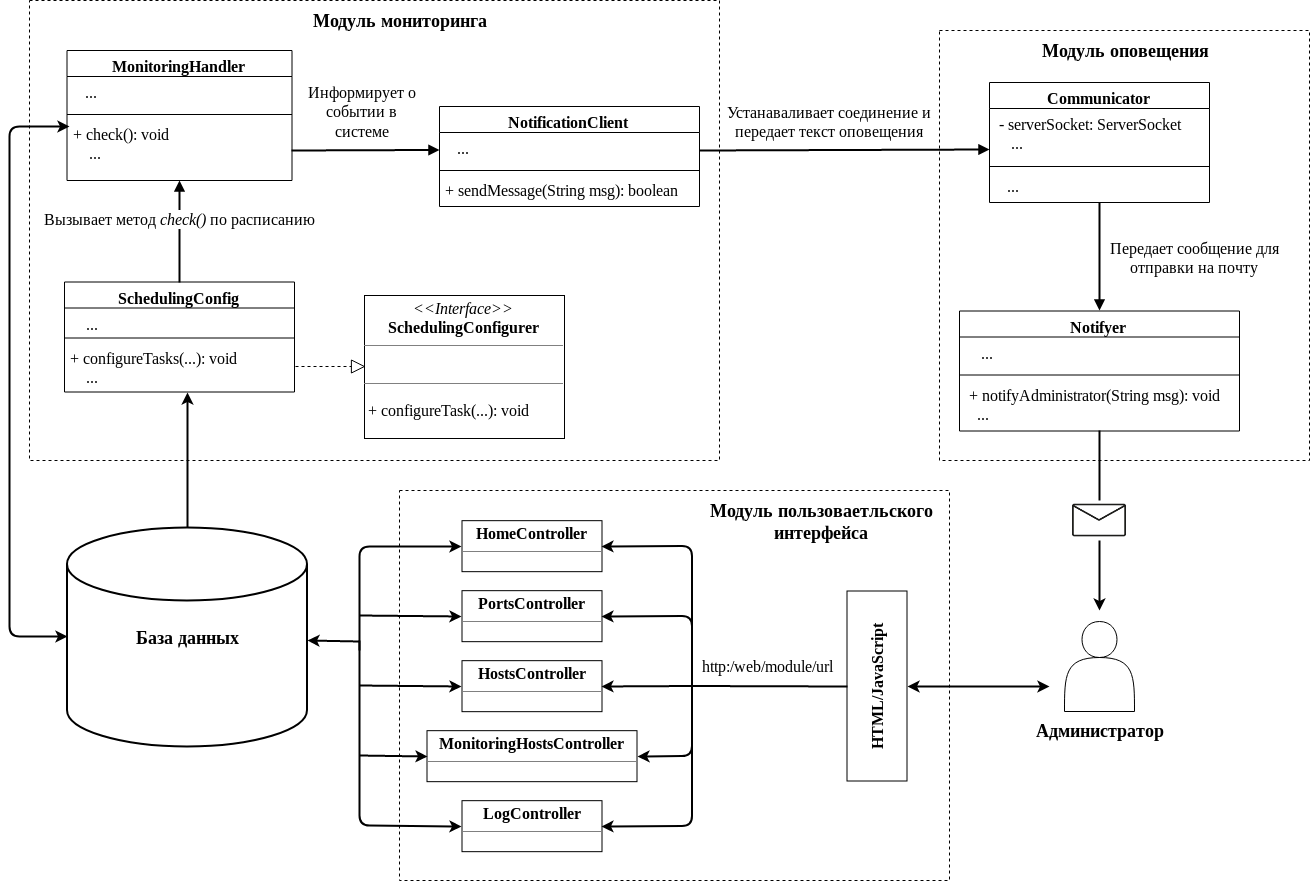 Модуль мониторинга
MonitoringHandler
...
+ check(): void
...
Информирует о
событии в
системе
NotificationClient
...
+ sendMessage(String msg): boolean
Вызывает метод check() по расписанию
SchedulingConfig
...
+ configureTasks(...): void
...
<<Interface>>
SchedulingConfigurer
+ configureTask(...): void
Устанаваливает соединение и
передает текст оповещения
Модуль оповещения
Communicator
- serverSocket: ServerSocket
...
...
Передает сообщение для
отправки на почту
Notifyer
...
+ notifyAdministrator(String msg): void
...
База данных
Модуль пользоваетльского
интерфейса
HomeController
PortsController
HostsController
MonitoringHostsController
LogController
http:/web/module/url
HTML/JavaScript
Администратор